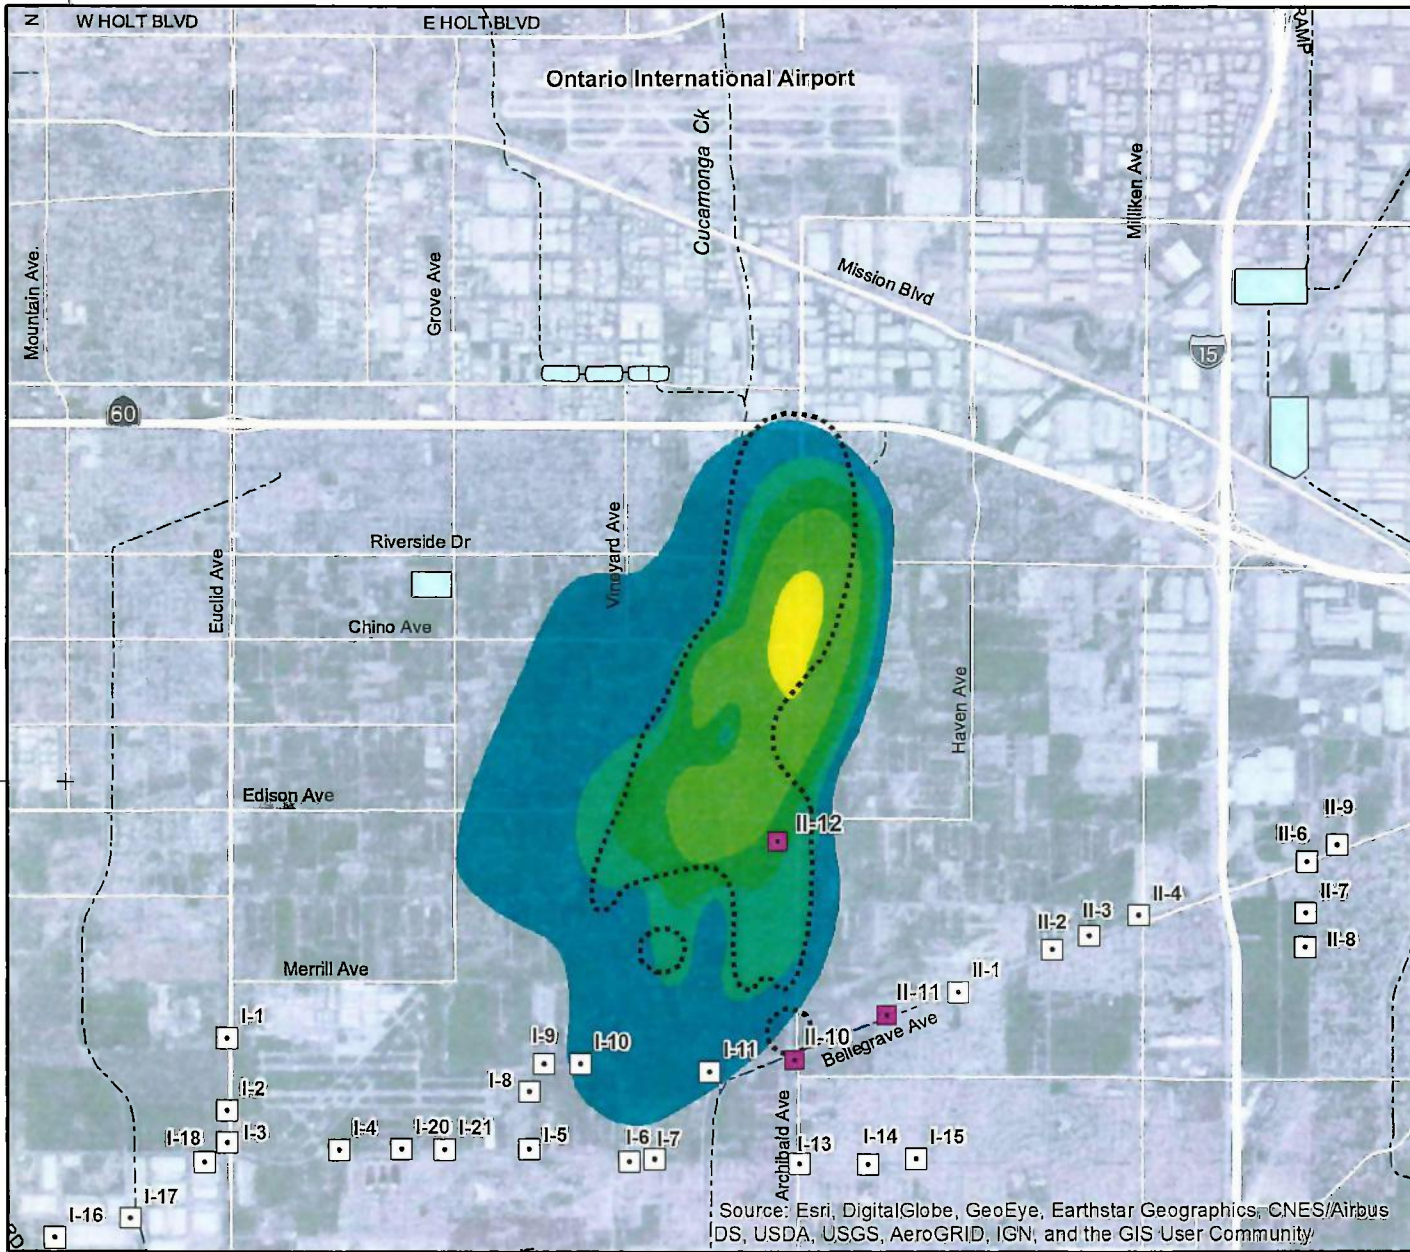 N
W HOLT BLVD
E HOLT BLVD
RAMP
Ontario International Airport
Cucamonga Ck
Milliken Ave
Mountain Ave.
Grove Ave
Mission Blvd
15
60
Vineyard Ave
Riverside Dr
Euclid Ave
Chino Ave
Haven Ave
Edison Ave
II-12
II-9
II-6
II-4
II-7
II-3
II-2
II-8
Merrill Ave
II-1
II-11
I-1
Bellegrave Ave
II-10
I-9
I-10
I-11
I-8
I-2
Archibald Ave
I-18
I-3
I-4
I-20
I-21
I-5
I-6
I-7
I-13
I-14
I-15
I-17
I-16
RD
Source: Esri, DigitalGlobe, GeoEye, Earthstar Geographics, CNES/Airbus
DS, USDA, USGS, AeroGRID, IGN, and the GIS User Community